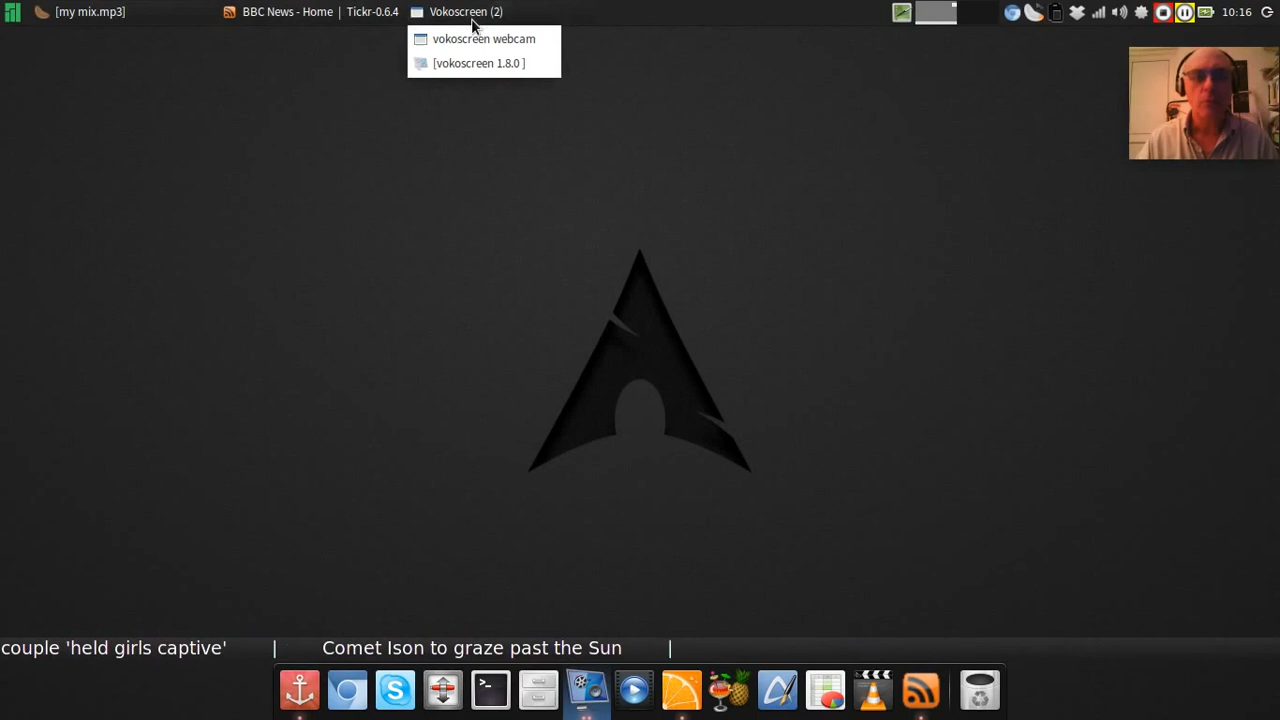 [my mix.mp3]
BBC News - Home | Tickr-0.6.4
Vokoscreen (2)
10:16
vokoscreen webcam
[vokoscreen 1.8.0 ]
couple 'held girls captive' | Comet Ison to graze past the Sun |
>_